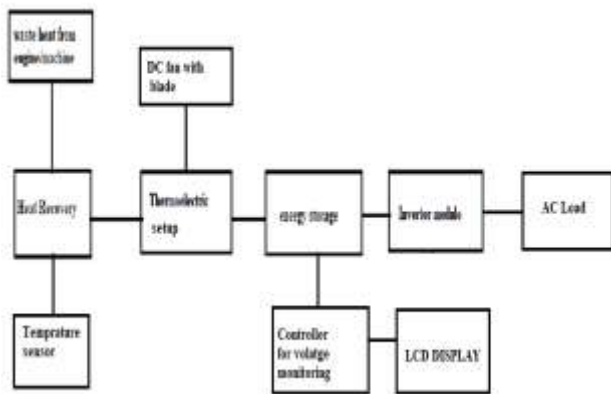 waste heat from
engine/machine
DC fan with
blade
Heat Recovery
Thermoelectric
setup
energy storage
Invertor module
AC Load
Temprature
sensor
Controller
for volatge
monitoring
LCD DISPLAY